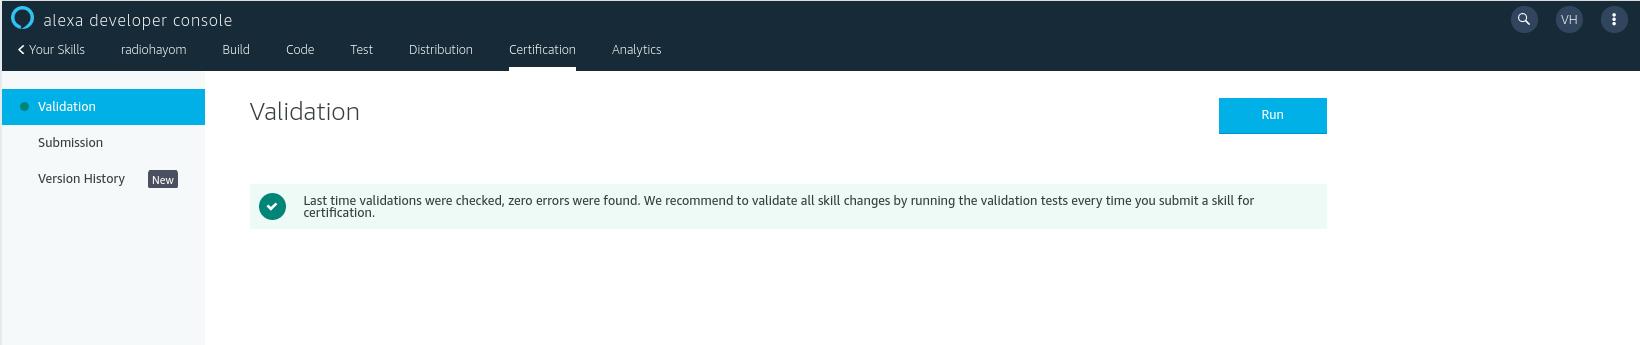 alexa developer console
VH
Your Skills radiohayom Build Code Test Distribution Certification Analytics
Validation
Submission
Version History New
Validation
Run
Last time validations were checked, zero errors were found. We recommend to validate all skill changes by running the validation tests every time you submit a skill for
certification.